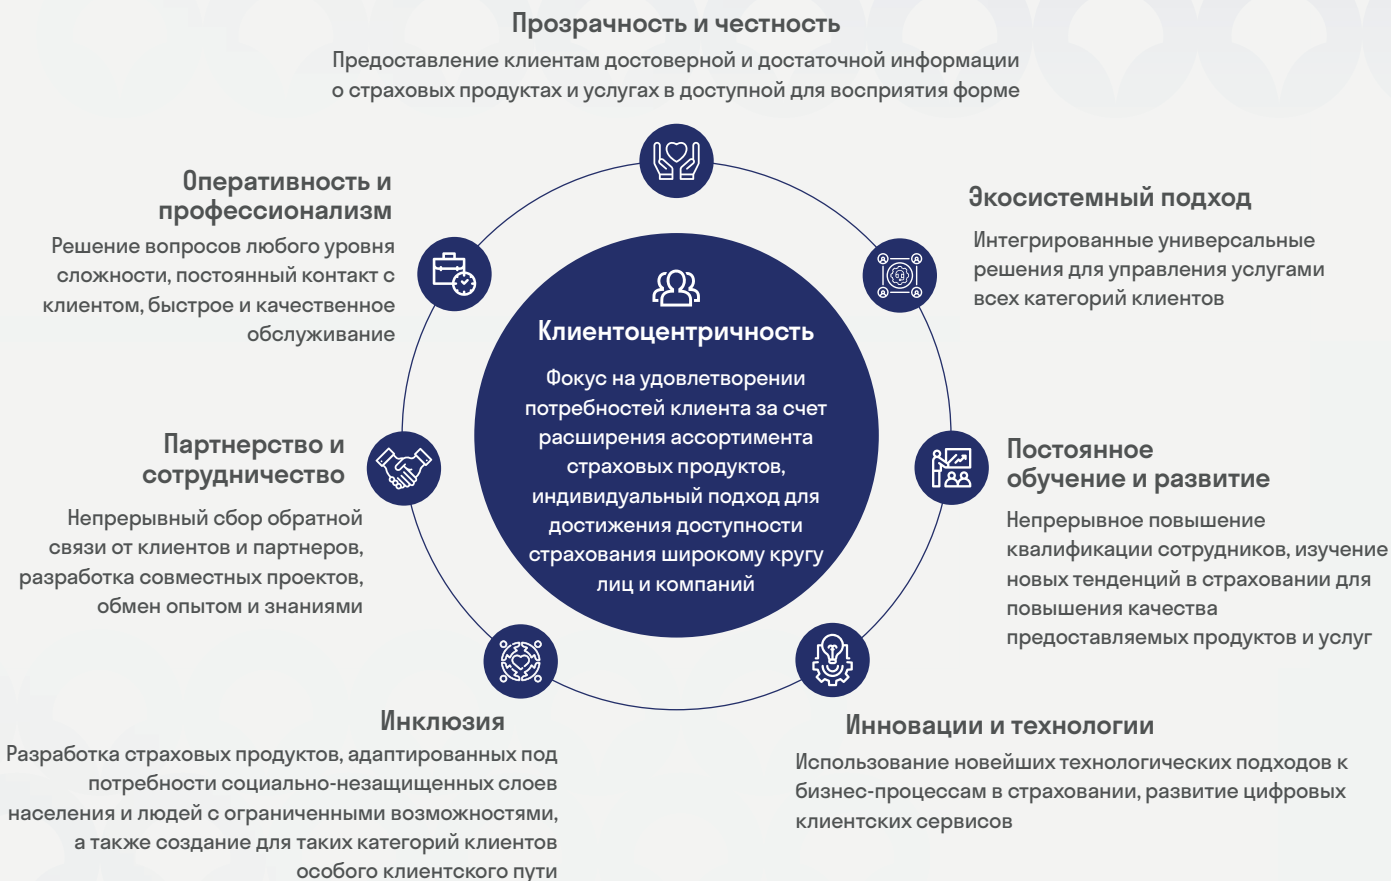 Прозрачность и честность
Предоставление клиентам достоверной и достаточной информации
о страховых продуктах и услугах в доступной для восприятия форме
Оперативность и
профессионализм
Решение вопросов любого уровня
сложности, постоянный контакт с
клиентом, быстрое и качественное
обслуживание
Экосистемный подход
Интегрированные универсальные
решения для управления услугами
всех категорий клиентов
Клиентоцентричность
Фокус на удовлетворении
потребностей клиента за счет
расширения ассортимента
страховых продуктов,
индивидуальный подход для
достижения доступности
страхования широкому кругу
лиц и компаний
Партнерство и
сотрудничество
Непрерывный сбор обратной
связи от клиентов и партнеров,
разработка совместных проектов,
обмен опытом и знаниями
Постоянное
обучение и развитие
Непрерывное повышение
квалификации сотрудников, изучение
новых тенденций в страховании для
повышения качества
предоставляемых продуктов и услуг
Инклюзия
Разработка страховых продуктов, адаптированных под
потребности социально-незащищенных слоев
населения и людей с ограниченными возможностями,
а также создание для таких категорий клиентов
особого клиентского пути
Инновации и технологии
Использование новейших технологических подходов к
бизнес-процессам в страховании, развитие цифровых
клиентских сервисов